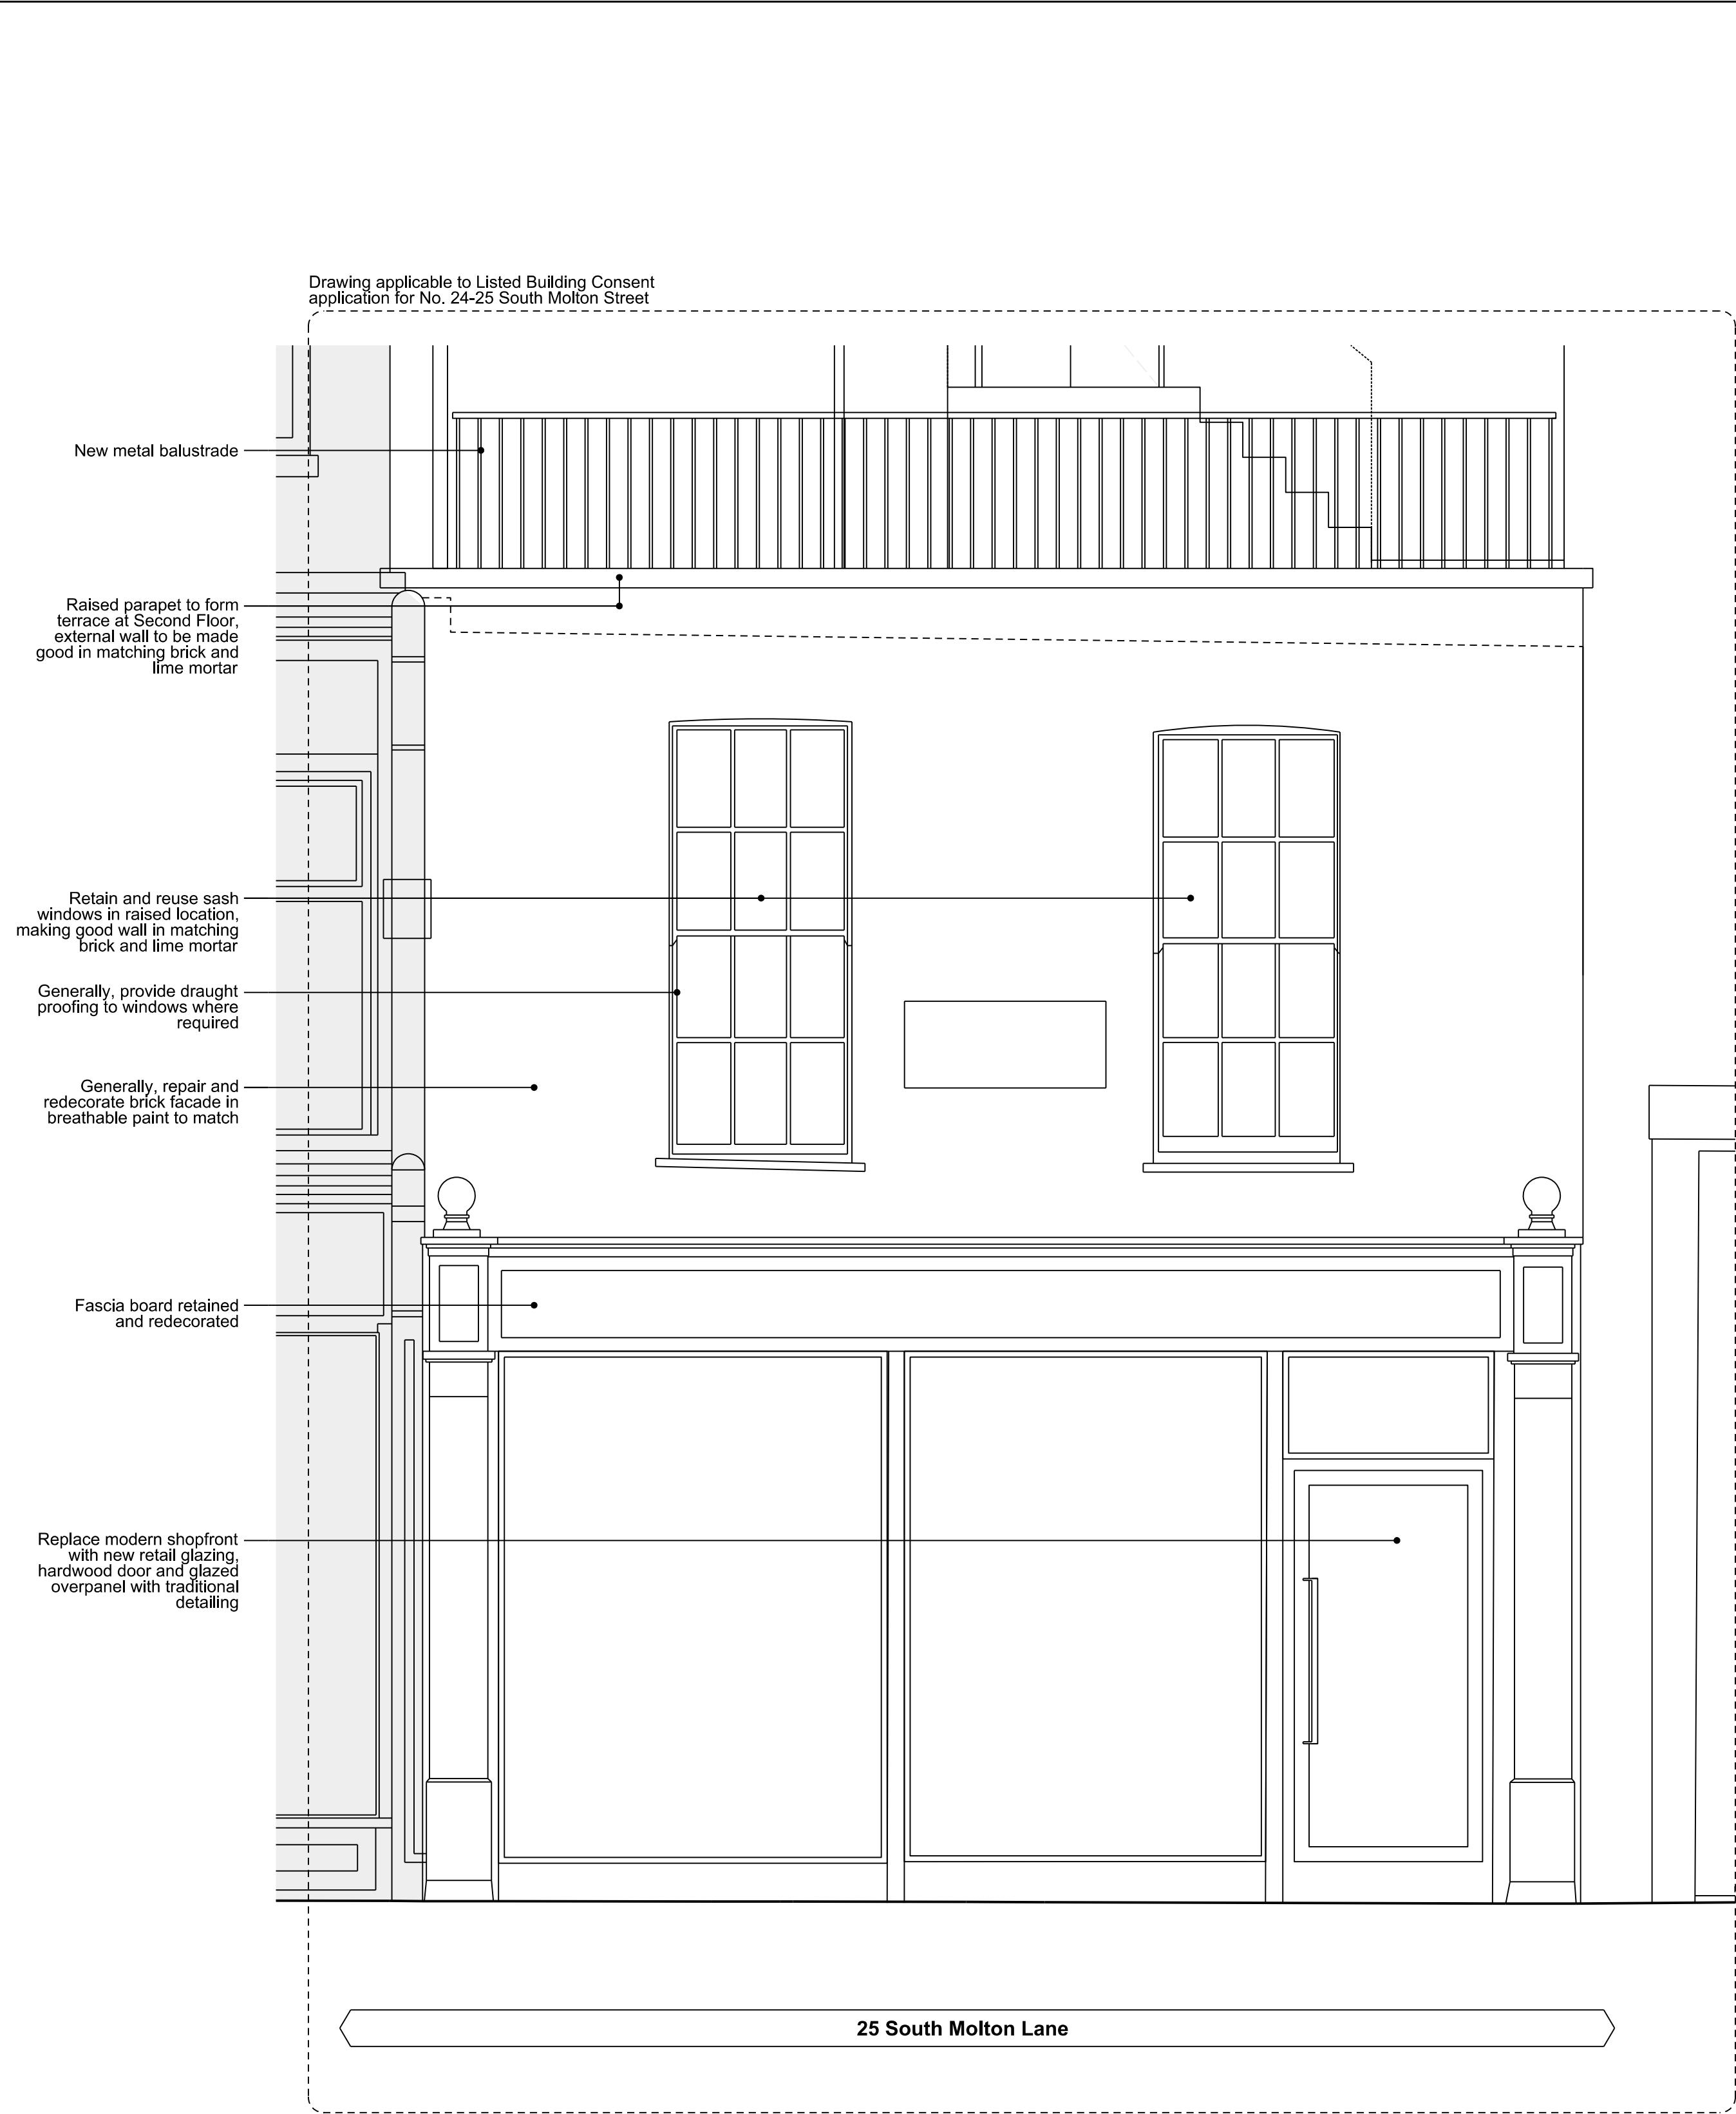 Drawing applicable to Listed Building Consent
application for No. 24-25 South Molton Street
New metal balustrade
Raised parapet to form
terrace at Second Floor,
external wall to be made
good in matching brick and
lime mortar
Retain and reuse sash
windows in raised location,
making good wall in matching
brick and lime mortar
Generally, provide draught
proofing to windows where
required
Generally, repair and
redecorate brick facade in
breathable paint to match
Fascia board retained
and redecorated
Replace modern shopfront
with new retail glazing,
hardwood door and glazed
overpanel with traditional
detailing
25 South Molton Lane